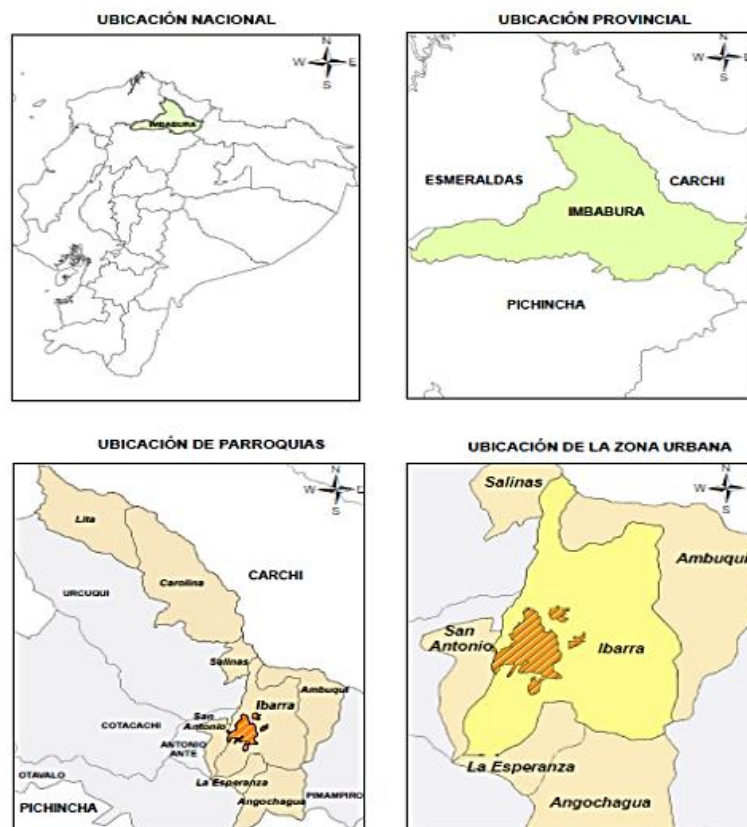 UBICACIÓN NACIONAL
N
W E
S
IMBABURA
UBICACIÓN PROVINCIAL
N
W
S
ESMERALDAS
CARCHI
IMBABURA
PICHINCHA
UBICACIÓN DE PARROQUIAS
N
W
S
Lita
Carolina
CARCHI
URCUQUI
Salinas
Ibarra
Ambuqui
San
Antonio
COTACACHI
ANTONIO
ANTE
OTAVALO
La Esperanza
Angochagua
PIMAMPIRO
PICHINCHA
UBICACIÓN DE LA ZONA URBANA
N
W
S
Salinas
Ambuqui
San
Antonio
Ibarra
La Esperanza
Angochagua